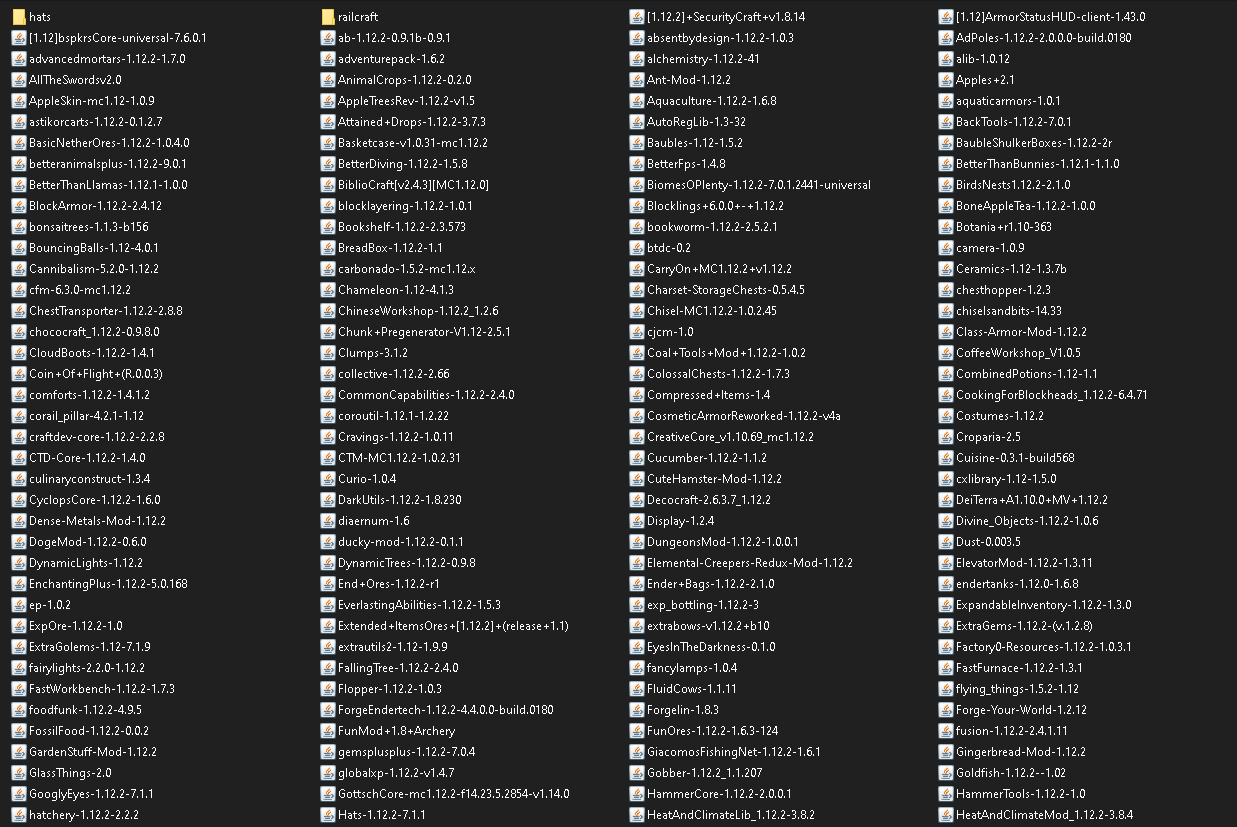 hats railcraft [1.12.2]+SecurityCraft+v1.8.14 [1.12]ArmorStatusHUD-client-1.43.0
[1.12]bspkrsCore-universal-7.6.0.1 ab-1.12.2-0.9.1b-0.9.1 absentbydesign-1.12.2-1.0.3 AdPoles-1.12.2-2.0.0.0-build.0180
advancedmortars-1.12.2-1.7.0 adventurepack-1.6.2 alchemistry-1.12.2-41 alib-1.0.12
AllTheSwordsv2.0 AnimalCrops-1.12.2-0.2.0 Ant-Mod-1.12.2 Apples+2.1
AppleSkin-mc1.12-1.0.9 AppleTreesRev-1.12.2-v1.5 Aquaculture-1.12.2-1.6.8 aquaticarmors-1.0.1
astikorcarts-1.12.2-0.1.2.7 Attained+Drops-1.12.2-3.7.3 AutoRegLib-1.3-32 BackTools-1.12.2-7.0.1
BasicNetherOres-1.12.2-1.0.4.0 Basketcase-v1.0.31-mc1.12.2 Baubles-1.12-1.5.2 BaubleShulkerBoxes-1.12.2-2r
betteranimalsplus-1.12.2-9.0.1 BetterDiving-1.12.2-1.5.8 BetterFps-1.4.8 BetterThanBunnies-1.12.1-1.1.0
BetterThanLlamas-1.12.1-1.0.0 BiblioCraft[v2.4.3][MC1.12.0] BiomesOPlenty-1.12.2-7.0.1.2441-universal BirdsNests1.12.2-2.1.0
BlockArmor-1.12.2-2.4.12 blocklayering-1.12.2-1.0.1 Blocklings+6.0.0+-+1.12.2 BoneAppleTea-1.12.2-1.0.0
bonsaitrees-1.1.3-b156 Bookshelf-1.12.2-2.3.573 bookworm-1.12.2-2.5.2.1 Botania+r1.10-363
BouncingBalls-1.12-4.0.1 BreadBox-1.12.2-1.1 btdc-0.2 camera-1.0.9
Cannibalism-5.2.0-1.12.2 carbonado-1.5.2-mc1.12.x CarryOn+MC1.12.2+v1.12.2 Ceramics-1.12-1.3.7b
cfm-6.3.0-mc1.12.2 Chameleon-1.12-4.1.3 Charset-StorageChests-0.5.4.5 chesthopper-1.2.3
ChestTransporter-1.12.2-2.8.8 ChineseWorkshop-1.12.2_1.2.6 Chisel-MC1.12.2-1.0.2.45 chiselsandbits-14.33
chococraft_1.12.2-0.9.8.0 Chunk+Pregenerator-V1.12-2.5.1 cjcm-1.0 Class-Armor-Mod-1.12.2
CloudBoots-1.12.2-1.4.1 Clumps-3.1.2 Coal+Tools+Mod+1.12.2-1.0.2 CoffeeWorkshop_V1.0.5
Coin+Of+Flight+(R.0.0.3) collective-1.12.2-2.66 ColossalChests-1.12.2-1.7.3 CombinedPotions-1.12-1.1
comforts-1.12.2-1.4.1.2 CommonCapabilities-1.12.2-2.4.0 Compressed+Items-1.4 CookingForBlockheads_1.12.2-6.4.71
corail_pillar-4.2.1-1.12 coroutil-1.12.1-1.2.22 CosmeticArmorReworked-1.12.2-v4a Costumes-1.12.2
craftdev-core-1.12.2-2.2.8 Cravings-1.12.2-1.0.11 CreativeCore_v1.10.69_mc1.12.2 Croparia-2.5
CTD-Core-1.12.2-1.4.0 CTM-MC1.12.2-1.0.2.31 Cucumber-1.12.2-1.1.2 Cuisine-0.3.1-build568
culinaryconstruct-1.3.4 Curio-1.0.4 CuteHamster-Mod-1.12.2 cxlibrary-1.12-1.5.0
CyclopsCore-1.12.2-1.6.0 DarkUtils-1.12.2-1.8.230 Decocraft-2.6.3.7_1.12.2 DeiTerra+A1.10.0+MV+1.12.2
Dense-Metals-Mod-1.12.2 diaernum-1.6 Display-1.2.4 Divine_Objects-1.12.2-1.0.6
DogeMod-1.12.2-0.6.0 ducky-mod-1.12.2-0.1.1 DungeonsMod-1.12.2-1.0.0.1 Dust-0.003.5
DynamicLights-1.12.2 DynamicTrees-1.12.2-0.9.8 Elemental-Creepers-Redux-Mod-1.12.2 ElevatorMod-1.12.2-1.3.11
EnchantingPlus-1.12.2-5.0.168 End+Ores-1.12.2-r1 Ender+Bags-1.12.2-2.1.0 endertanks-1.12.0-1.6.8
ep-1.0.2 EverlastingAbilities-1.12.2-1.5.3 exp_bottling-1.12.2-3 ExpandableInventory-1.12.2-1.3.0
ExpOre-1.12.2-1.0 Extended+ItemsOres+[1.12.2]+(release+1.1) extrabows-v1.12.2+b10 ExtraGems-1.12.2-(v.1.2.8)
ExtraGolems-1.12-7.1.9 extrautils2-1.12-1.9.9 EyesInTheDarkness-0.1.0 Factory0-Resources-1.12.2-1.0.3.1
fairylights-2.2.0-1.12.2 FallingTree-1.12.2-2.4.0 fancylamps-1.0.4 FastFurnace-1.12.2-1.3.1
FastWorkbench-1.12.2-1.7.3 Flopper-1.12.2-1.0.3 FluidCows-1.1.11 flying_things-1.5.2-1.12
foodfunk-1.12.2-4.9.5 ForgeEndertech-1.12.2-4.4.0.0-build.0180 Forgelin-1.8.3 Forge-Your-World-1.2.12
FossilFood-1.12.2-0.0.2 FunMod+1.8+Archery FunOres-1.12.2-1.6.3-124 fusion-1.12.2-2.4.1.11
GardenStuff-Mod-1.12.2 gemsplusplus-1.12.2-7.0.4 GiacomosFishingNet-1.12.2-1.6.1 Gingerbread-Mod-1.12.2
GlassThings-2.0 globalxp-1.12.2-v1.4.7 Gobber-1.12.2_1.1.207 Goldfish-1.12.2--1.02
GooglyEyes-1.12.2-7.1.1 GottschCore-mc1.12.2-f14.23.5.2854-v1.14.0 HammerCore-1.12.2-2.0.0.1 HammerTools-1.12.2-1.0
hatchery-1.12.2-2.2.2 Hats-1.12.2-7.1.1 HeatAndClimateLib_1.12.2-3.8.2 HeatAndClimateMod_1.12.2-3.8.4